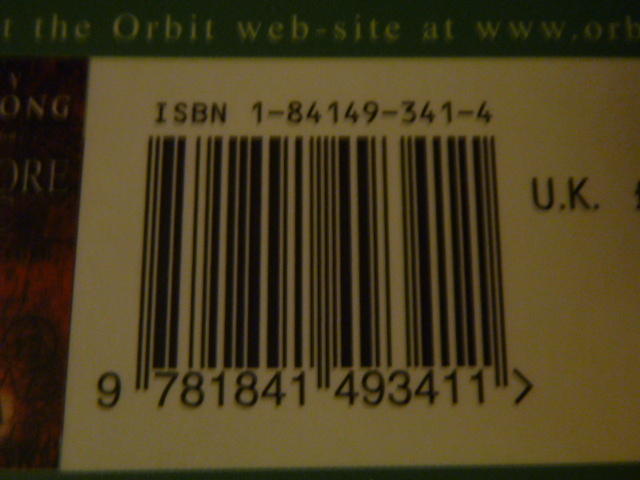 t the Orbit web-site at www.orb
Y
ONG
ORE
ISBN 1-84149-341-4
U.K. £
9 781841 493411 >